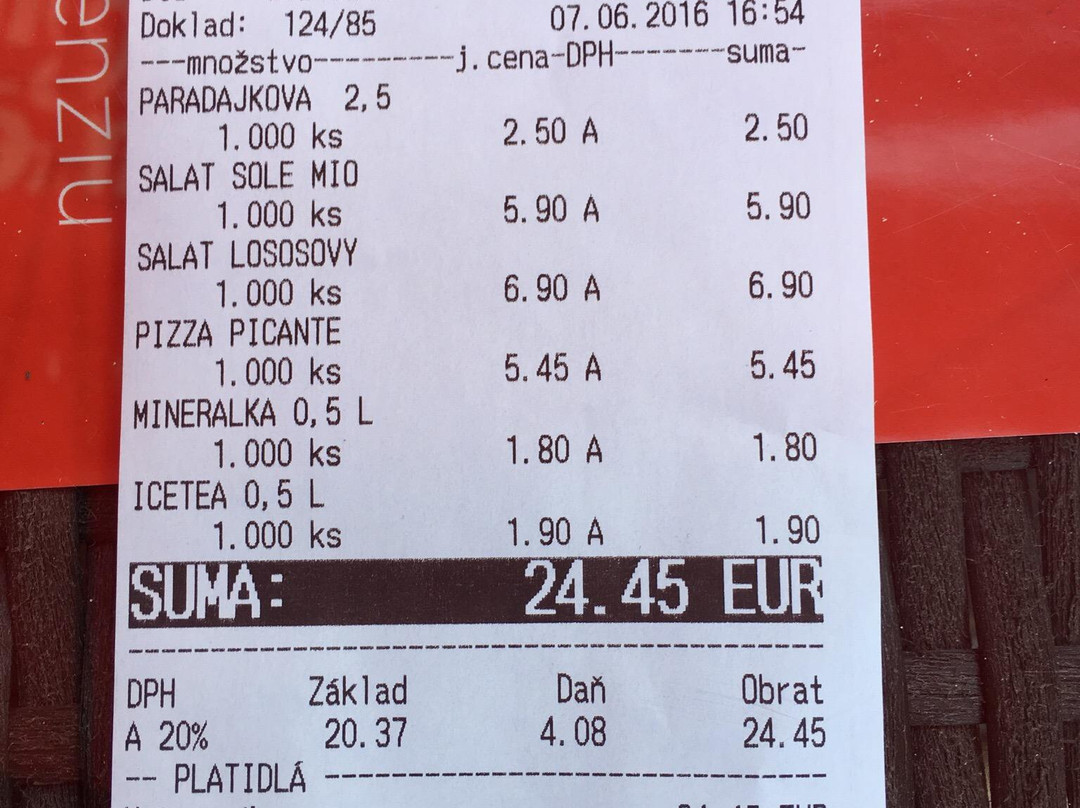 Doklad: 124/85 07.06.2016 16:54
---množstvo---------j.cena-DPH-------suma-
PARADAJKOVA 2,5
1.000 ks 2.50 A 2.50
SALAT SOLE MIO
1.000 ks 5.90 A 5.90
SALAT LOSOSOVY
1.000 ks 6.90 A 6.90
PIZZA PICANTE
1.000 ks 5.45 A 5.45
MINERALKA 0,5 L
1.000 ks 1.80 A 1.80
ICETEA 0,5 L
1.000 ks 1.90 A 1.90
SUMA: 24.45 EUR
DPH Základ Daň Obrat
A 20% 20.37 4.08 24.45
-- PLATIDLÁ --------------------------------